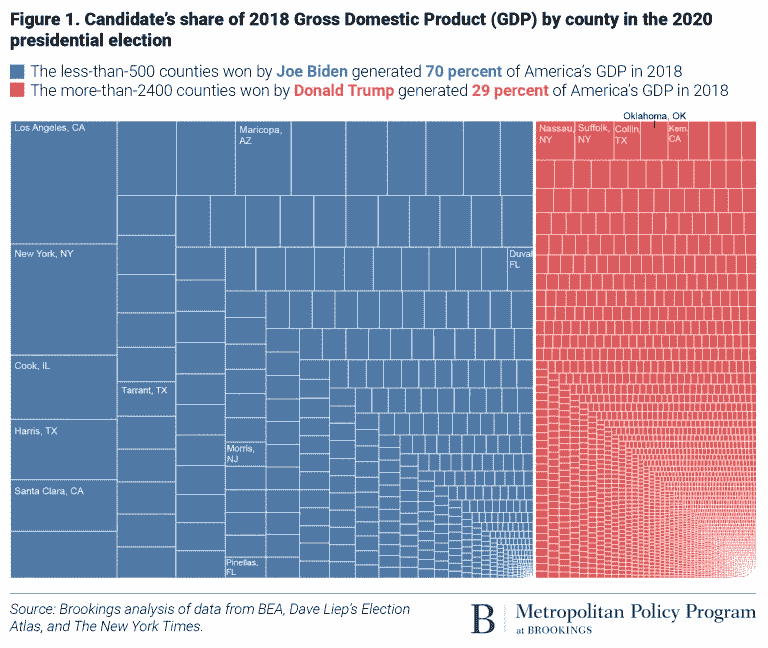 Figure 1. Candidate’s share of 2018 Gross Domestic Product (GDP) by county in the 2020
presidential election
The less-than-500 counties won by Joe Biden generated 70 percent of America’s GDP in 2018
The more-than-2400 counties won by Donald Trump generated 29 percent of America’s GDP in 2018
Oklahoma, OK
Los Angeles, CA
Maricopa,
AZ
Nassau,
NY
Suffolk,
NY
Collin,
TX
Kern,
CA
New York, NY
Duval
FL
Cook, IL
Tarrant, TX
Harris, TX
Morris,
NJ
Santa Clara, CA
Pinellas,
FL
Source: Brookings analysis of data from BEA, Dave Liep’s Election
Atlas, and The New York Times.
B
Metropolitan Policy Program
at BROOKINGS